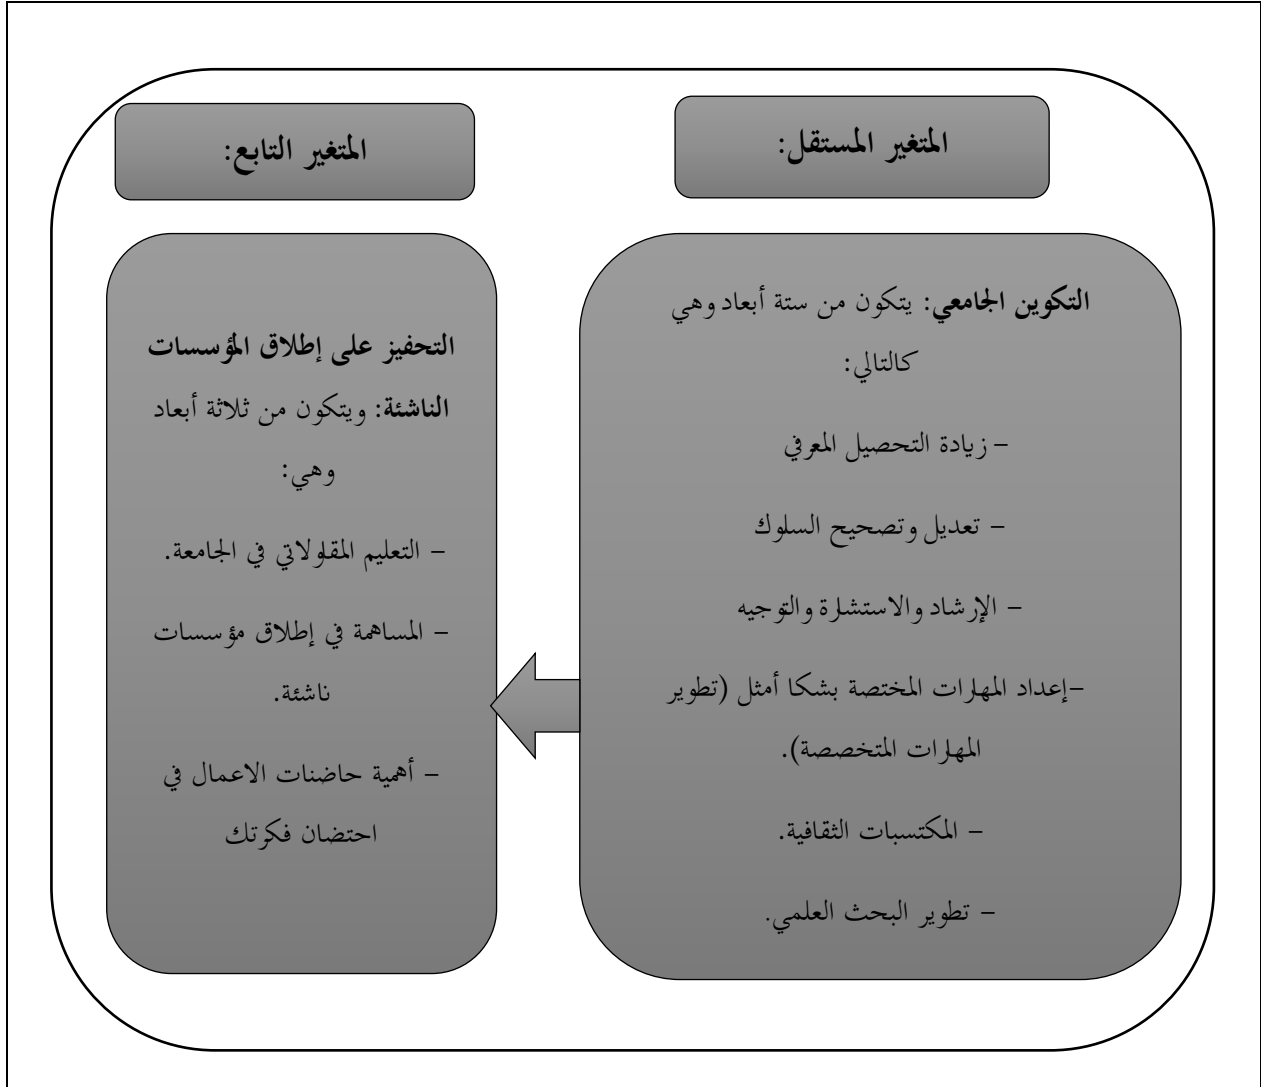 المتغير المستقل:
التكوين الجامعي: يتكون من ستة أبعاد وهي
كالتالي:
– زيادة التحصيل المعرفي
– تعديل وتصحيح السلوك
– الإرشاد والاستشارة والتوجيه
–إعداد المهارات المختصة بشكا أمثل (تطوير
المهارات المتخصصة).
– المكتسبات الثقافية.
– تطوير البحث العلمي.
المتغير التابع:
التحفيز على إطلاق المؤسسات
الناشئة: ويتكون من ثلاثة أبعاد
وهي:
– التعليم المقاولاتي في الجامعة.
– المساهمة في إطلاق مؤسسات
ناشئة.
– أهمية حاضنات الاعمال في
احتضان فكرتك